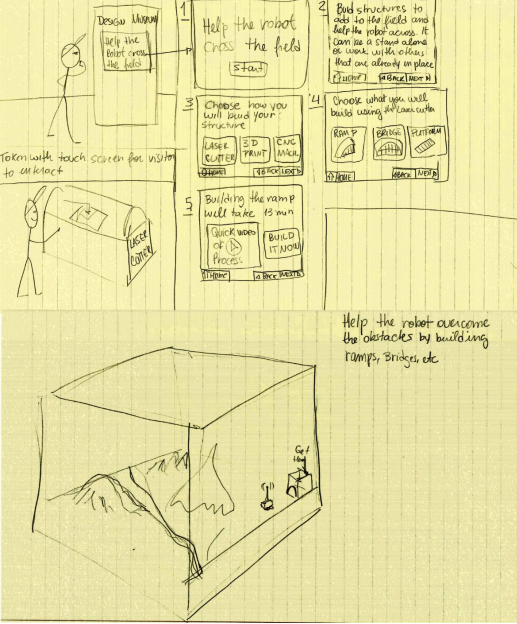 DESIGN MUSEUM
Help the
Robot cross
the field
1
Help the robot
cross the field
Start
2
Buid structures to
add to the field and
help the robot across. It
can be a stand alone
or work with others
that are already in place
HOME
BACK NEXT
3
Choose how you
will build your
structure
LASER
CUTTER
3D
PRINT
CNC
MACH.
HOME
BACK NEXT
4
Choose what you will
build using the laser cutter
RAMP
BRIDGE
PLATFORM
HOME
BACK NEXT
Token with touch screen for visitor
to interact
LASER
CUTTER
5
Building the ramp
will take 13 min
Quick video
of
Process
BUILD
IT NOW
HOME
BACK NEXT
Help the robot overcome
the obstacles by building
ramps, Bridges, etc
Get